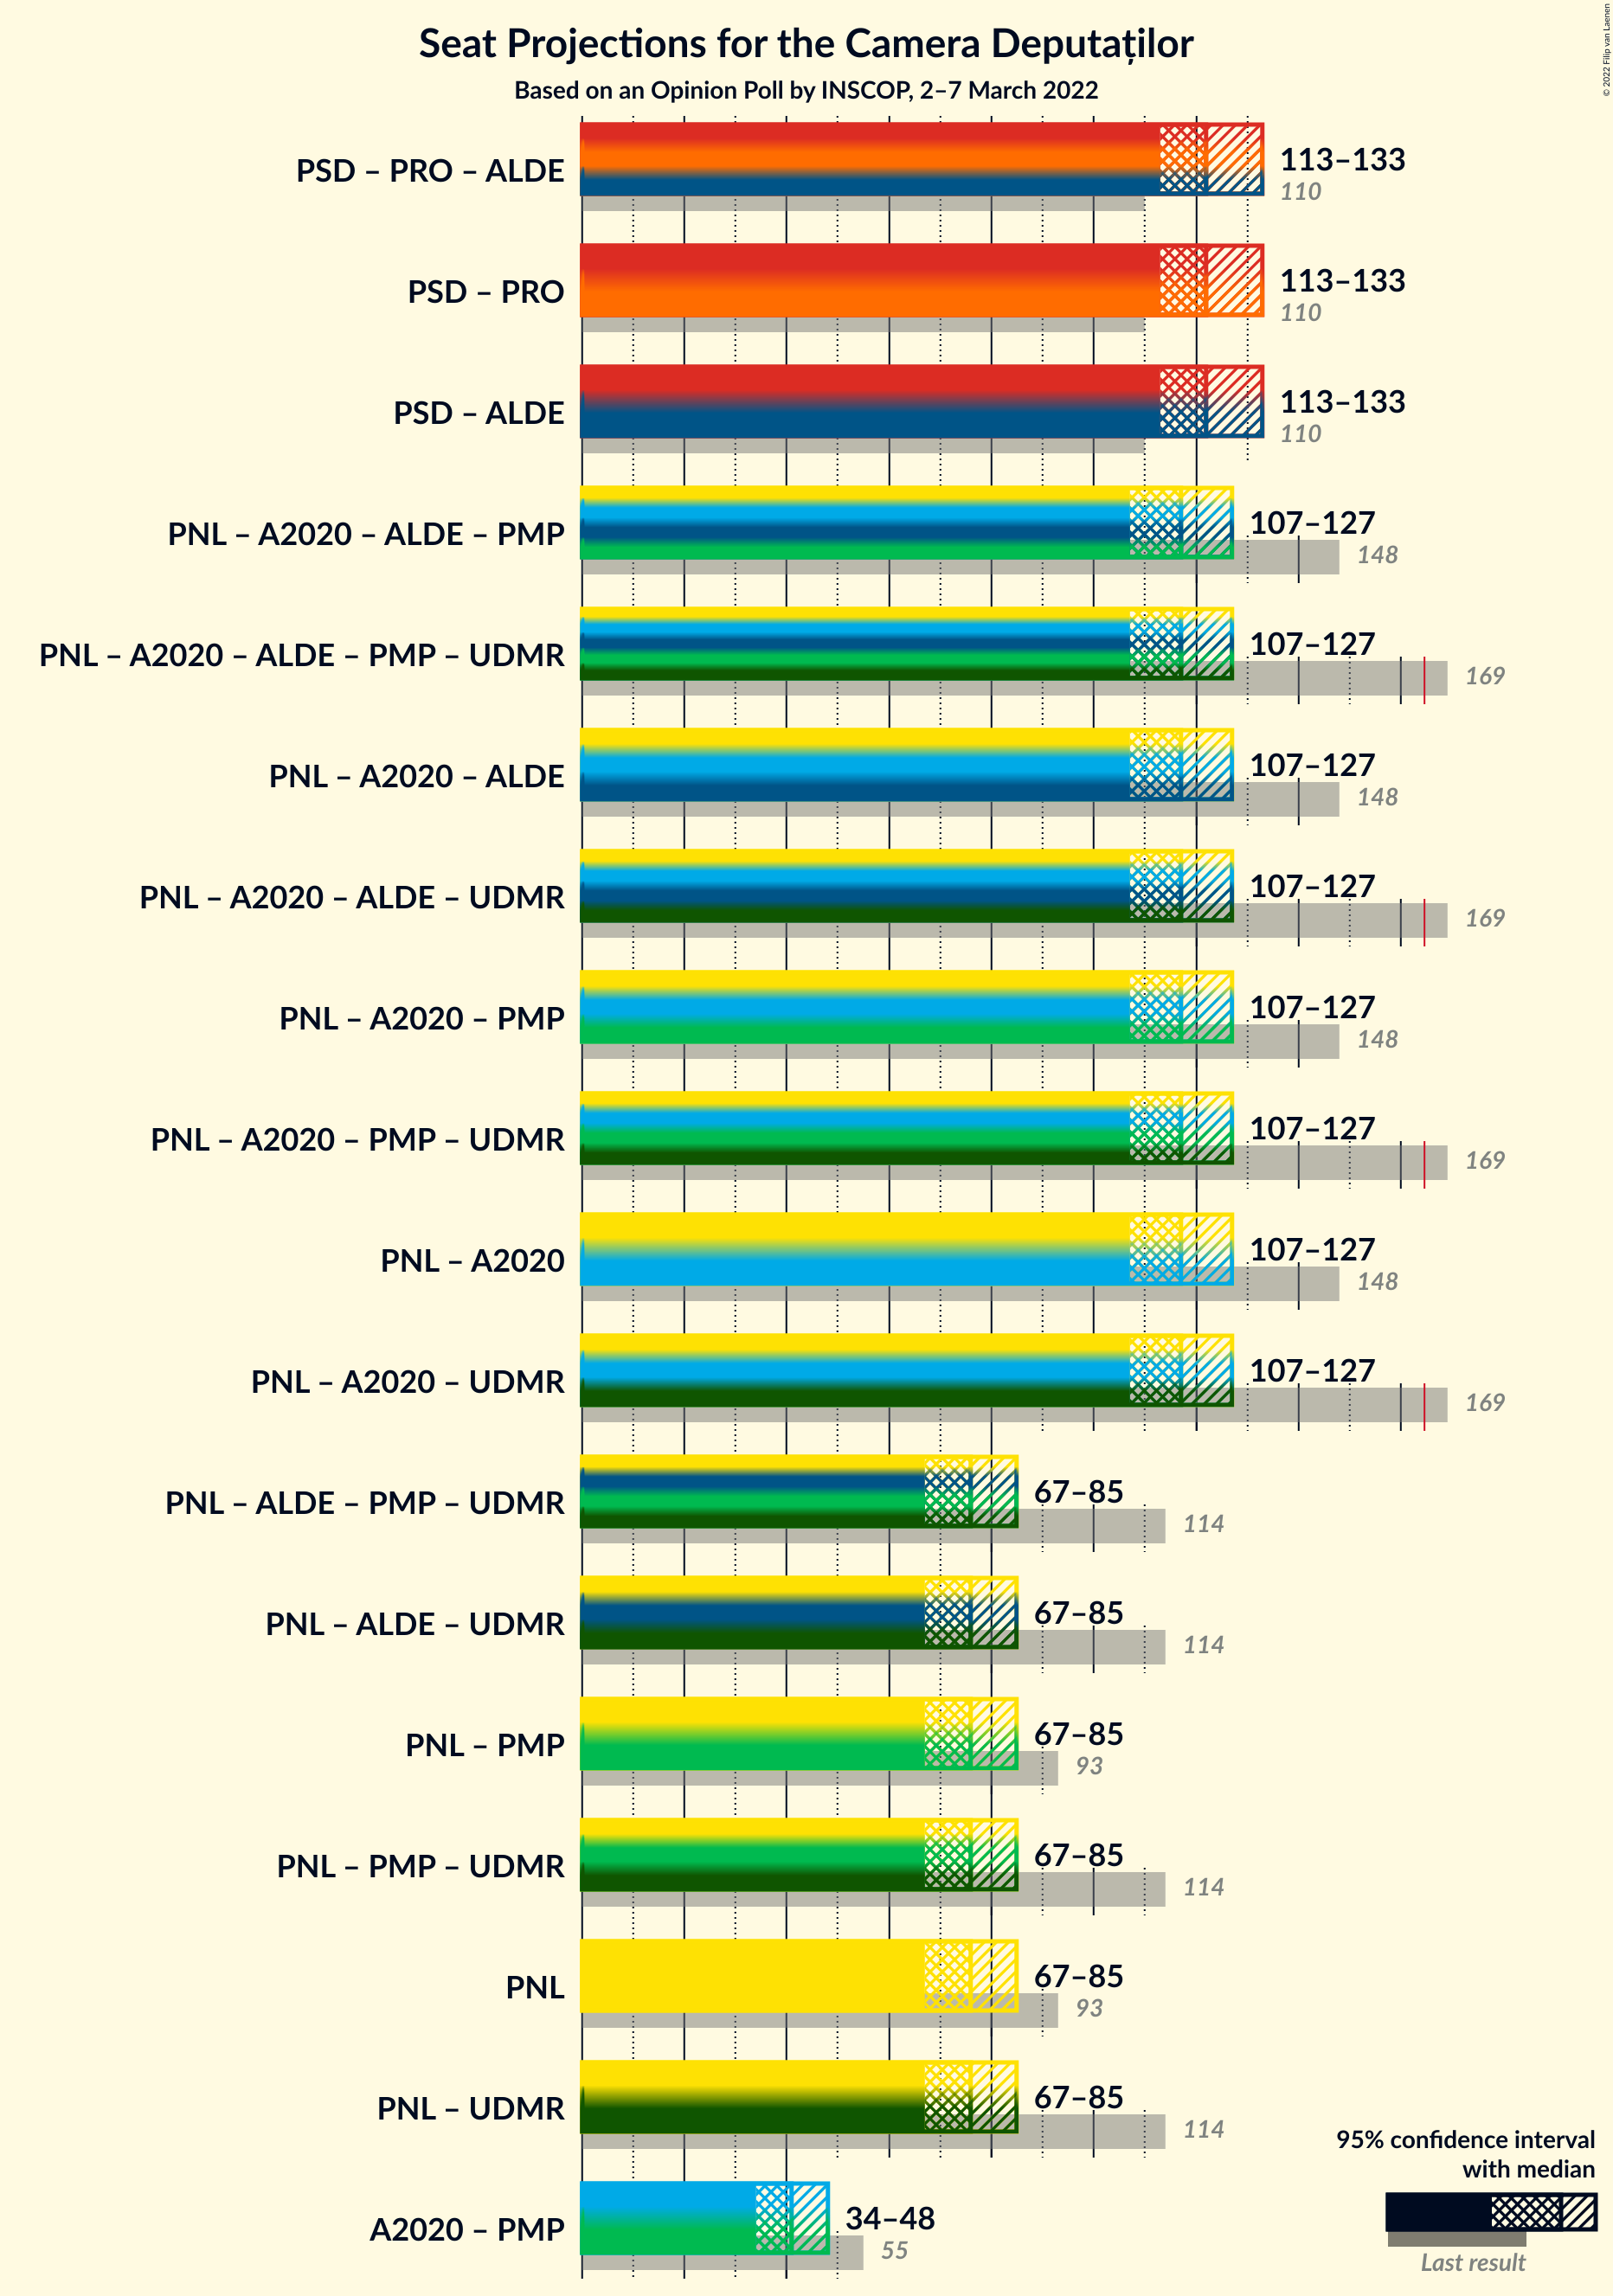 Seat Projections for the Camera Deputaților
Based on an Opinion Poll by INSCOP, 2–7 March 2022
© 2022 Filip van Laenen
PSD – PRO – ALDE
113–133
110
PSD – PRO
113–133
110
PSD – ALDE
113–133
110
PNL – A2020 – ALDE – PMP
107–127
148
PNL – A2020 – ALDE – PMP – UDMR
107–127
169
PNL – A2020 – ALDE
107–127
148
PNL – A2020 – ALDE – UDMR
107–127
169
PNL – A2020 – PMP
107–127
148
PNL – A2020 – PMP – UDMR
107–127
169
PNL – A2020
107–127
148
PNL – A2020 – UDMR
107–127
169
PNL – ALDE – PMP – UDMR
67–85
114
PNL – ALDE – UDMR
67–85
114
PNL – PMP
67–85
93
PNL – PMP – UDMR
67–85
114
PNL
67–85
93
PNL – UDMR
67–85
114
A2020 – PMP
34–48
55
95% confidence interval
with median
Last result